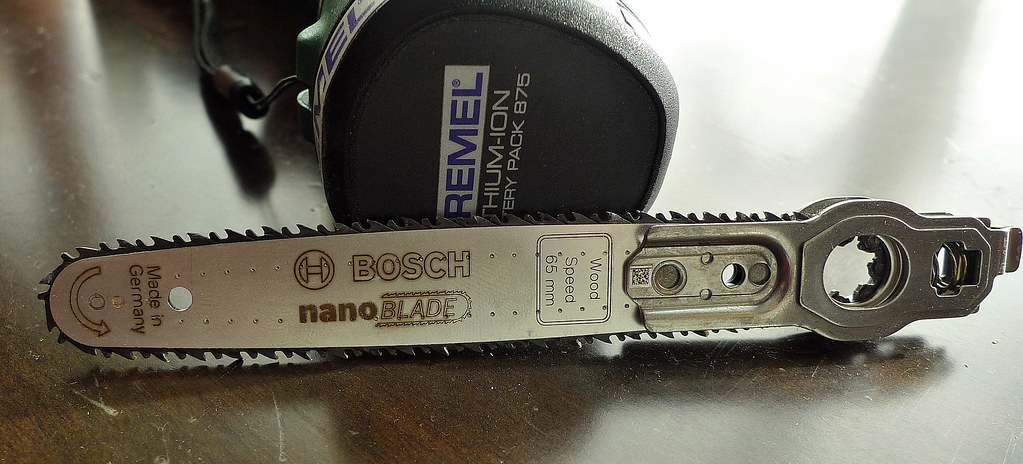 REMEL®
THIUM-ION
ERY PACK 875
BOSCH
nanoBLADE
Made in
Germany
Wood
Speed
65 mm